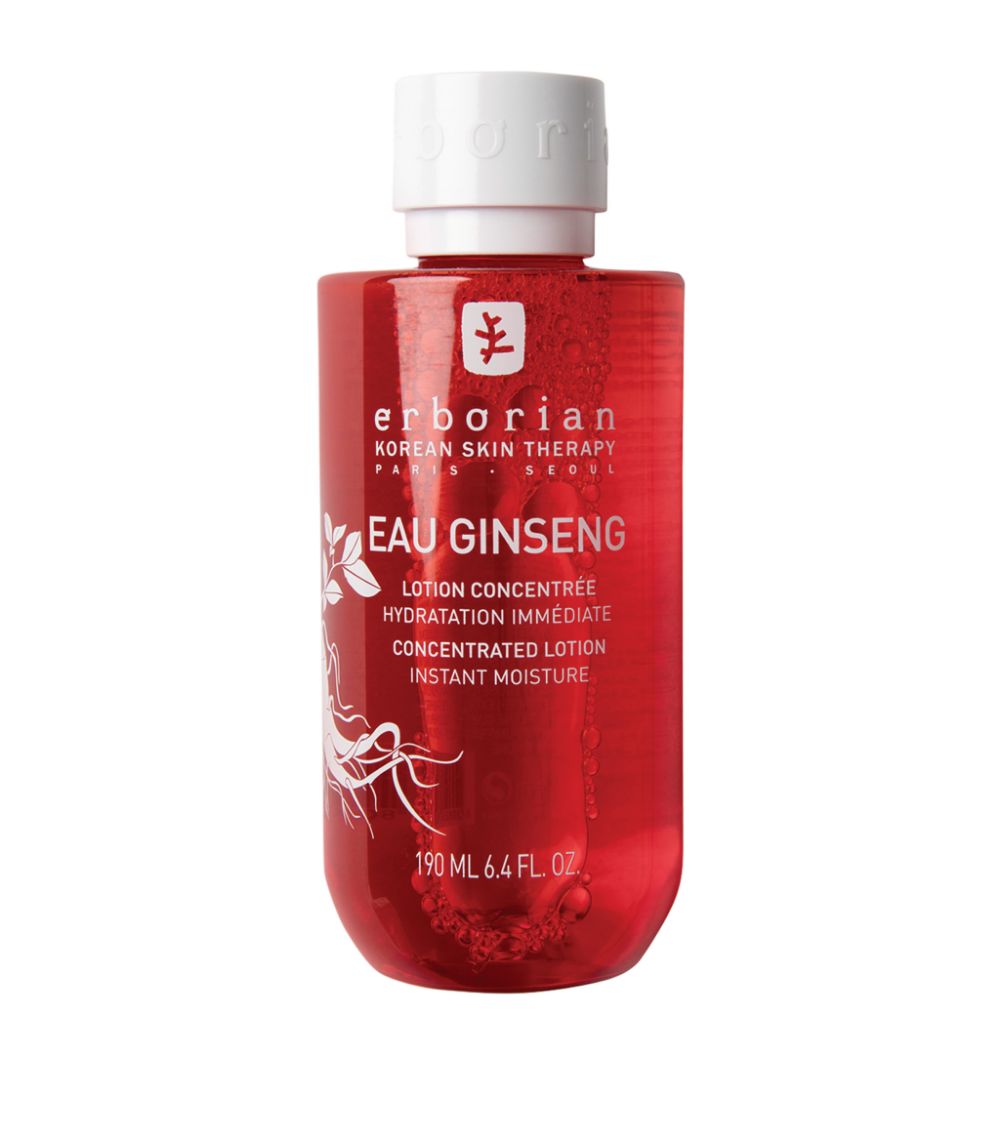 erborian
erborian
KOREAN SKIN THERAPY
PARIS · SEOUL
EAU GINSENG
LOTION CONCENTRÉE
HYDRATATION IMMÉDIATE
CONCENTRATED LOTION
INSTANT MOISTURE
190 ML 6.4 FL. OZ.